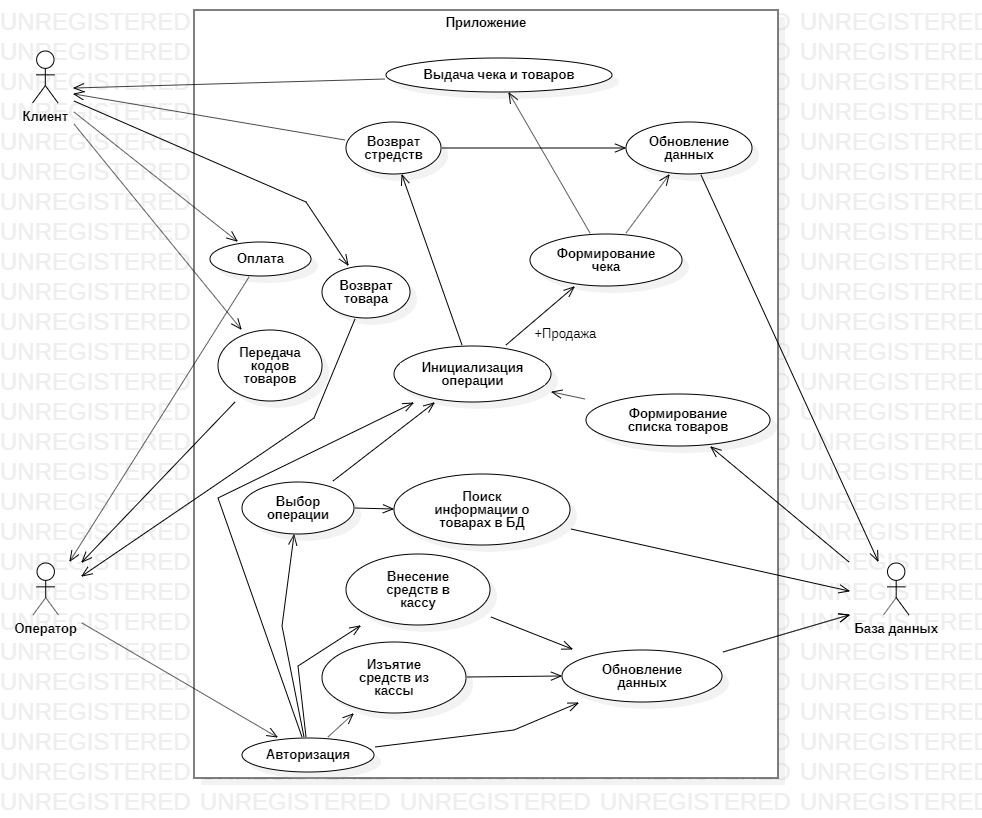 Приложение
Выдача чека и товаров
Клиент
Возврат
стредств
Обновление
данных
Оплата
Формирование
чека
Возврат
товара
+Продажа
Передача
кодов
товаров
Инициализация
операции
Формирование
списка товаров
Выбор
операции
Поиск
информации о
товарах в БД
Внесение
средств в
кассу
Оператор
База данных
Изъятие
средств из
кассы
Обновление
данных
Авторизация
UNREGISTERED UNREGISTERED UNREGISTERED UNREGISTERED UNREGISTERED